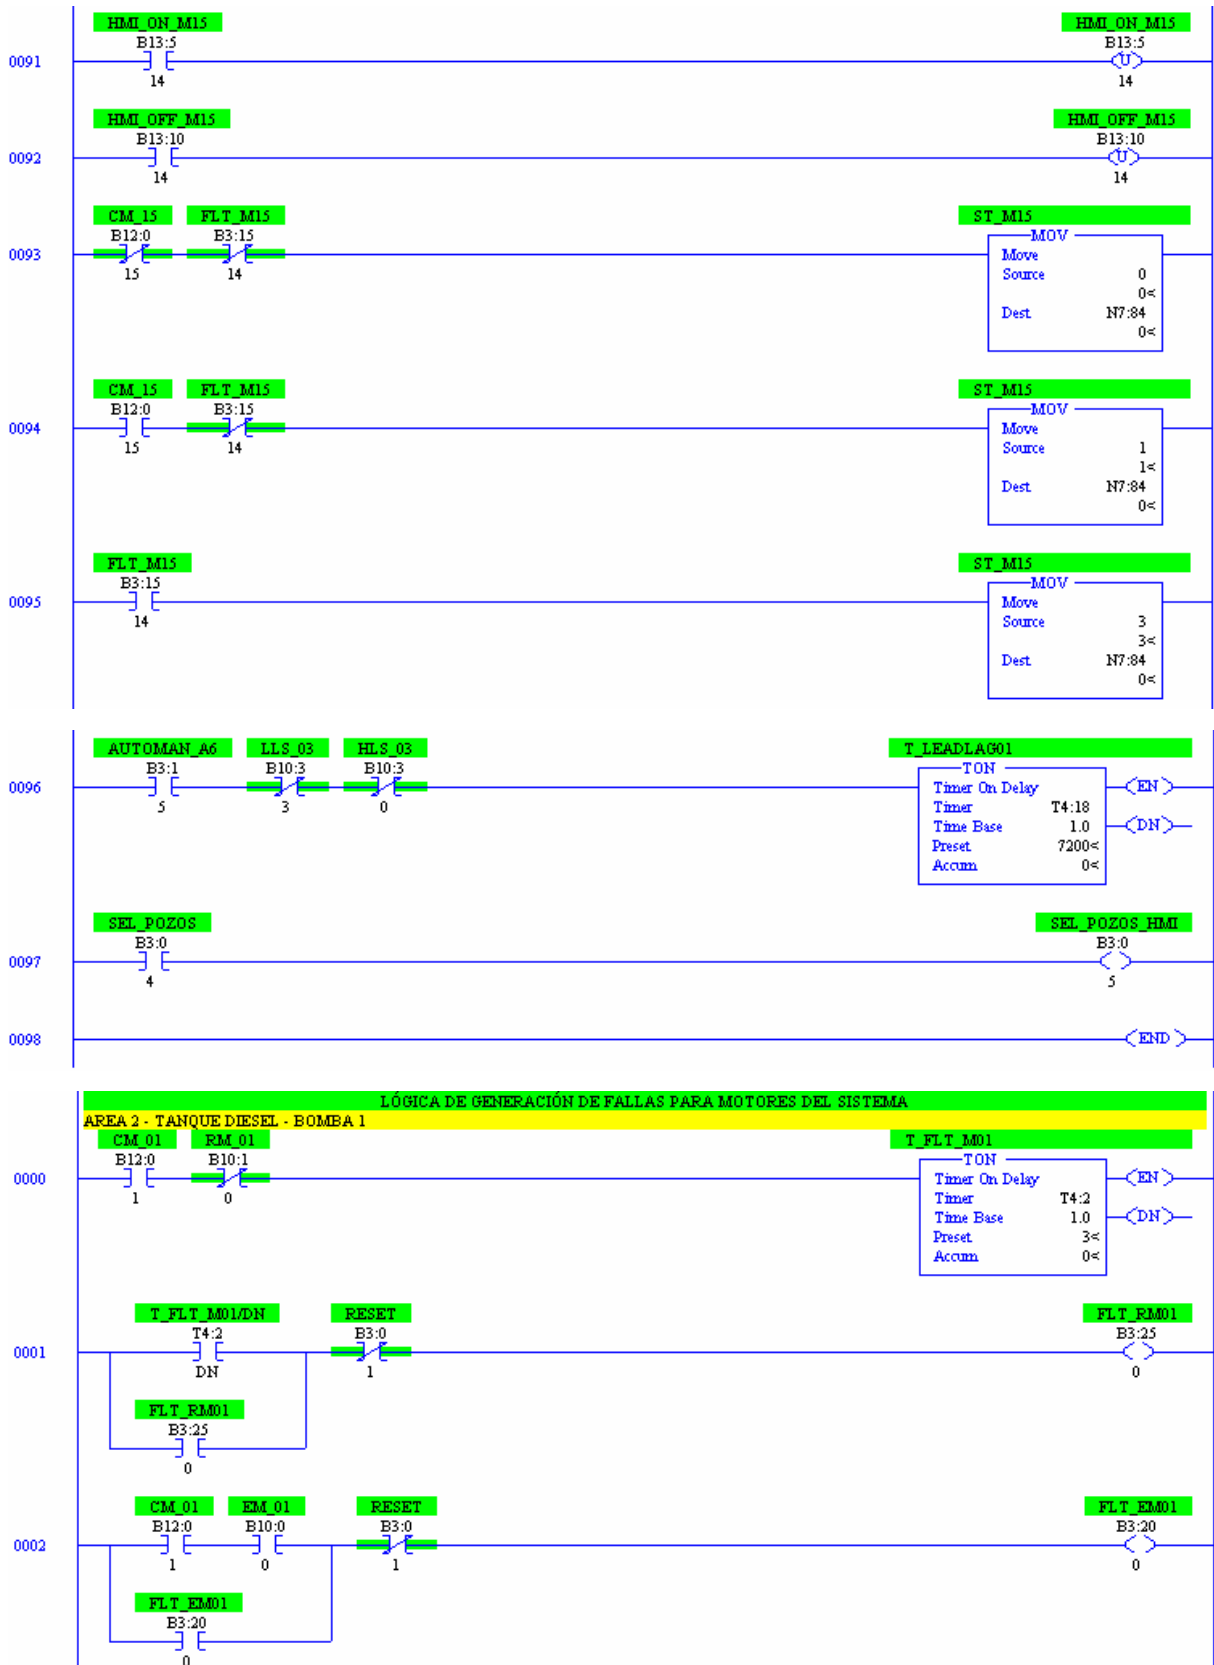 HMI_ON_M15 HMI_ON_M15
B13:5 B13:5
0091 U
14 14
HMI_OFF_M15 HMI_OFF_M15
B13:10 B13:10
0092 U
14 14
CM_15 FLT_M15 ST_M15
B12:0 B3:15 MOV
0093 Move
15 14 Source 0
0<
Dest N7:84
0<
CM_15 FLT_M15 ST_M15
B12:0 B3:15 MOV
0094 Move
15 14 Source 1
1<
Dest N7:84
0<
FLT_M15 ST_M15
B3:15 MOV
0095 Move
14 Source 3
3<
Dest N7:84
0<
AUTOMAN_A6 LLS_03 HLS_03 T_LEADLAG01
B3:1 B10:3 B10:3 TON
0096 Timer On Delay EN
5 3 0 Timer T4:18
Time Base 1.0 DN
Preset 7200<
Accum 0<
SEL_POZOS SEL_POZOS_HMI
B3:0 B3:0
0097
4 5
0098 END
LÓGICA DE GENERACIÓN DE FALLAS PARA MOTORES DEL SISTEMA
AREA 2 - TANQUE DIESEL - BOMBA 1
CM_01 RM_01 T_FLT_M01
B12:0 B10:1 TON
0000 Timer On Delay EN
1 0 Timer T4:2
Time Base 1.0 DN
Preset 3<
Accum 0<
T_FLT_M01/DN RESET FLT_RM01
T4:2 B3:0 B3:25
0001
DN 1 0
FLT_RM01
B3:25
0
CM_01 EM_01 RESET FLT_EM01
B12:0 B10:0 B3:0 B3:20
0002
1 0 1 0
FLT_EM01
B3:20
0